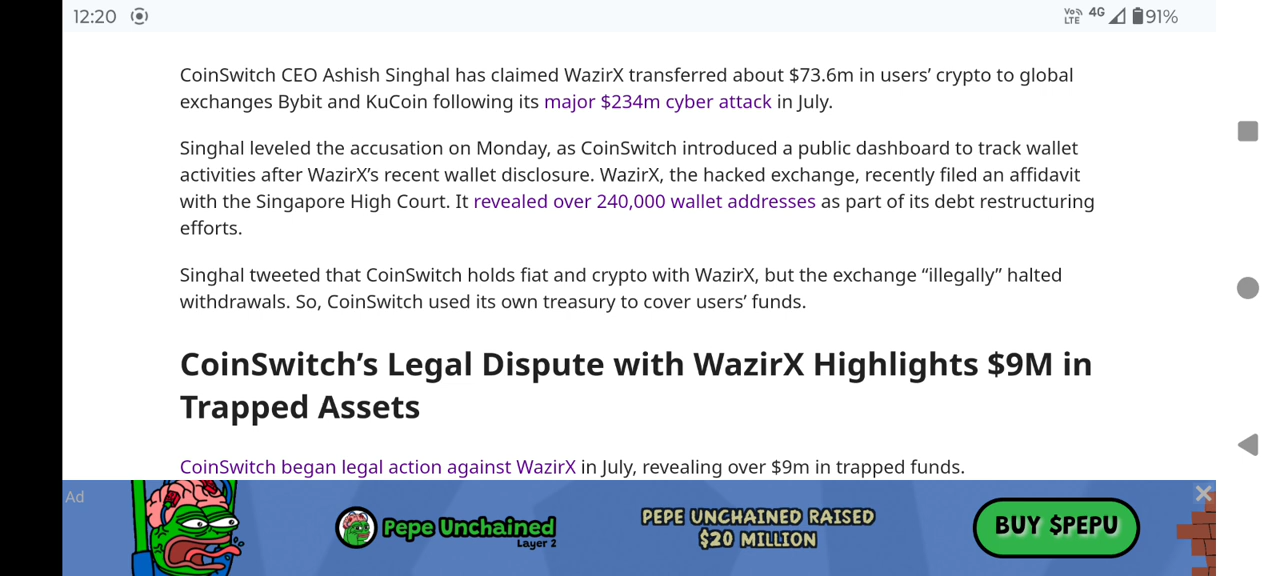 12:20
Vo LTE 4G 91%
CoinSwitch CEO Ashish Singhal has claimed WazirX transferred about $73.6m in users’ crypto to global
exchanges Bybit and KuCoin following its major $234m cyber attack in July.
Singhal leveled the accusation on Monday, as CoinSwitch introduced a public dashboard to track wallet
activities after WazirX’s recent wallet disclosure. WazirX, the hacked exchange, recently filed an affidavit
with the Singapore High Court. It revealed over 240,000 wallet addresses as part of its debt restructuring
efforts.
Singhal tweeted that CoinSwitch holds fiat and crypto with WazirX, but the exchange “illegally” halted
withdrawals. So, CoinSwitch used its own treasury to cover users’ funds.
CoinSwitch’s Legal Dispute with WazirX Highlights $9M in
Trapped Assets
CoinSwitch began legal action against WazirX in July, revealing over $9m in trapped funds.
Ad
Pepe Unchained
Layer 2
PEPE UNCHAINED RAISED
$20 MILLION
BUY $PEPU